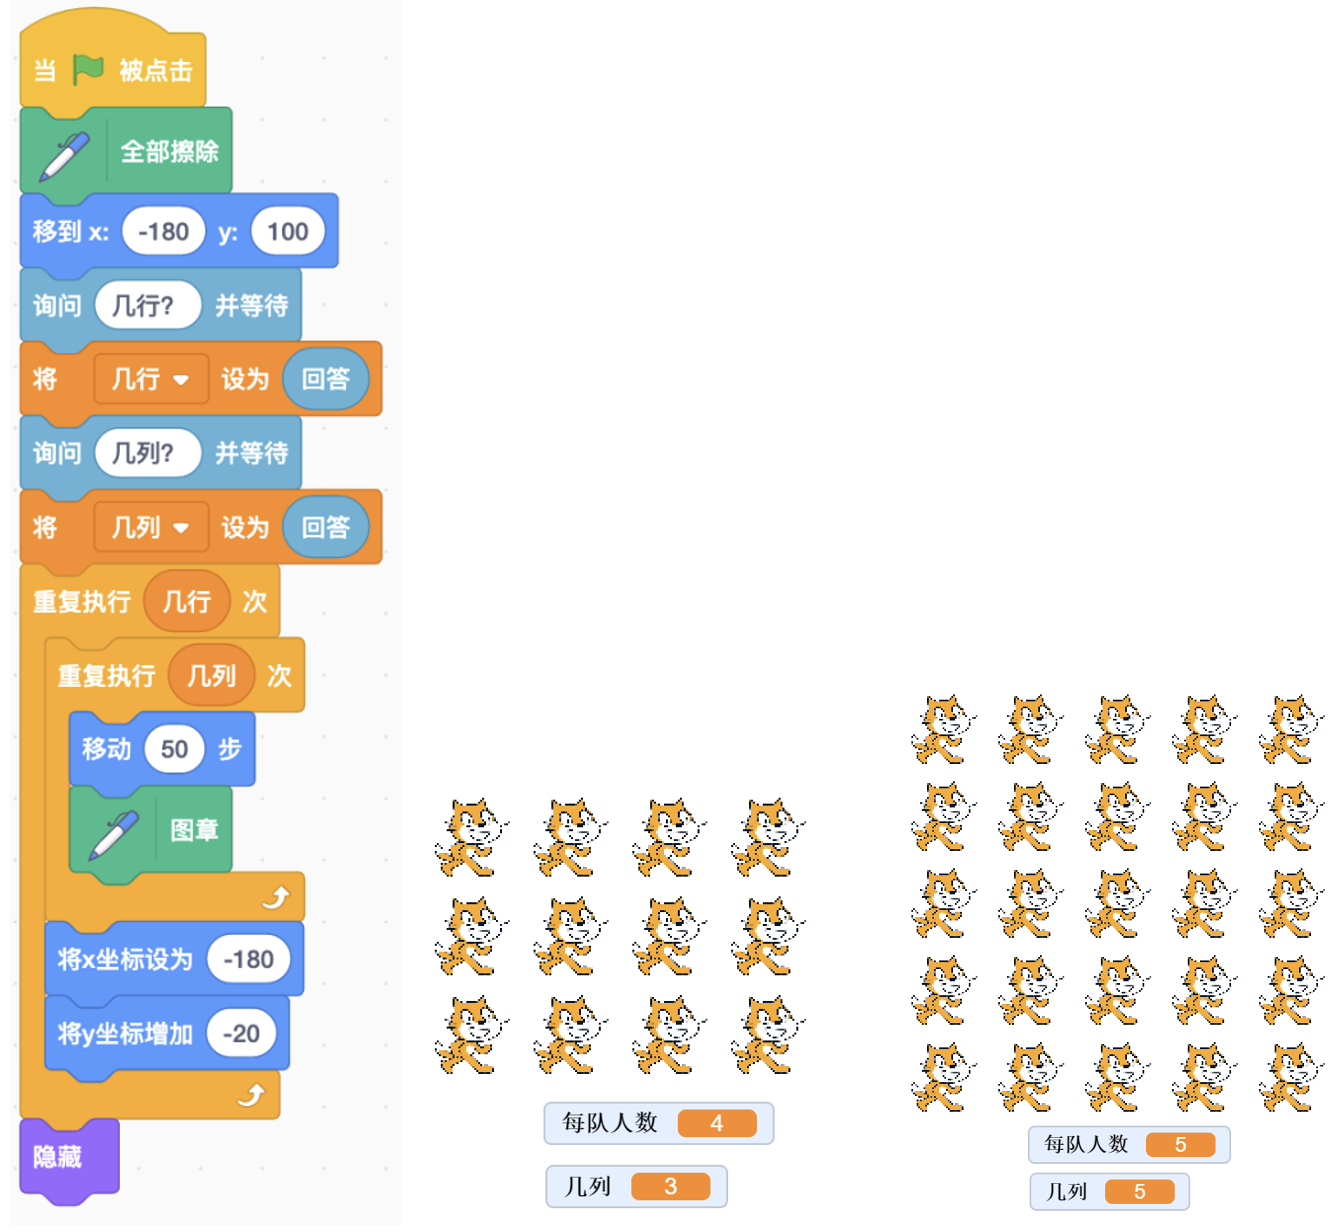 当 被点击
全部擦除
移到 x: -180 y: 100
询问 几行? 并等待
将 几行 设为 回答
询问 几列? 并等待
将 几列 设为 回答
重复执行 几行 次
重复执行 几列 次
移动 50 步
图章
将x坐标设为 -180
将y坐标增加 -20
隐藏
每队人数 4
几列 3
每队人数 5
几列 5